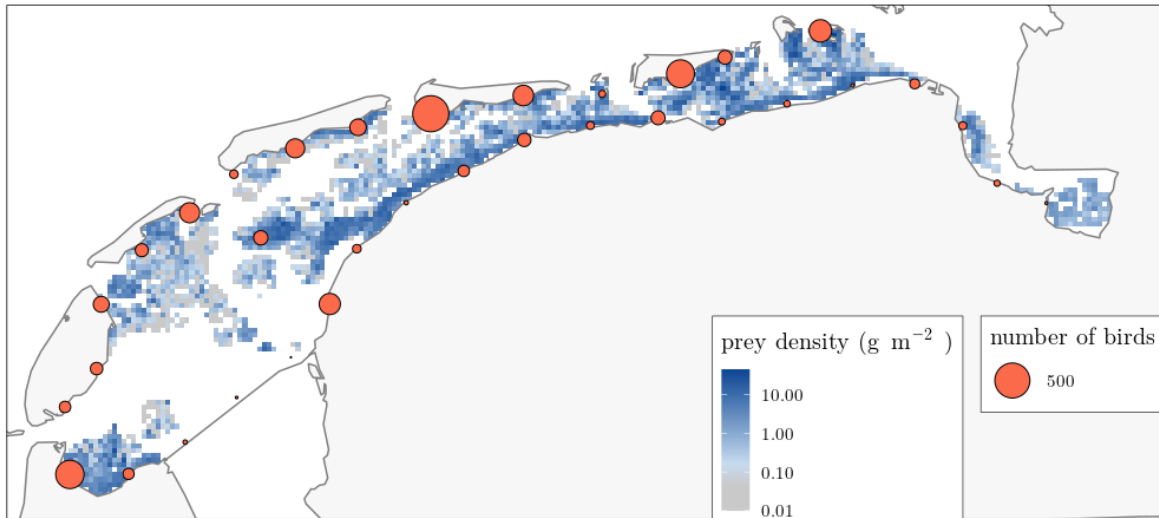 prey density (g m⁻² )
10.00
1.00
0.10
0.01
number of birds
500